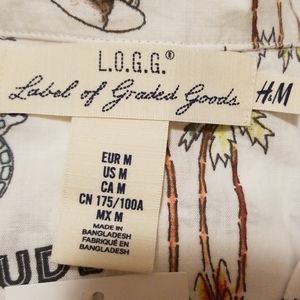 L.O.G.G.®
Label of Graded Goods
H&M
EUR M
US M
CA M
CN 175/100A
MX M
MADE IN
BANGLADESH
FABRIQUÉ EN
BANGLADESH